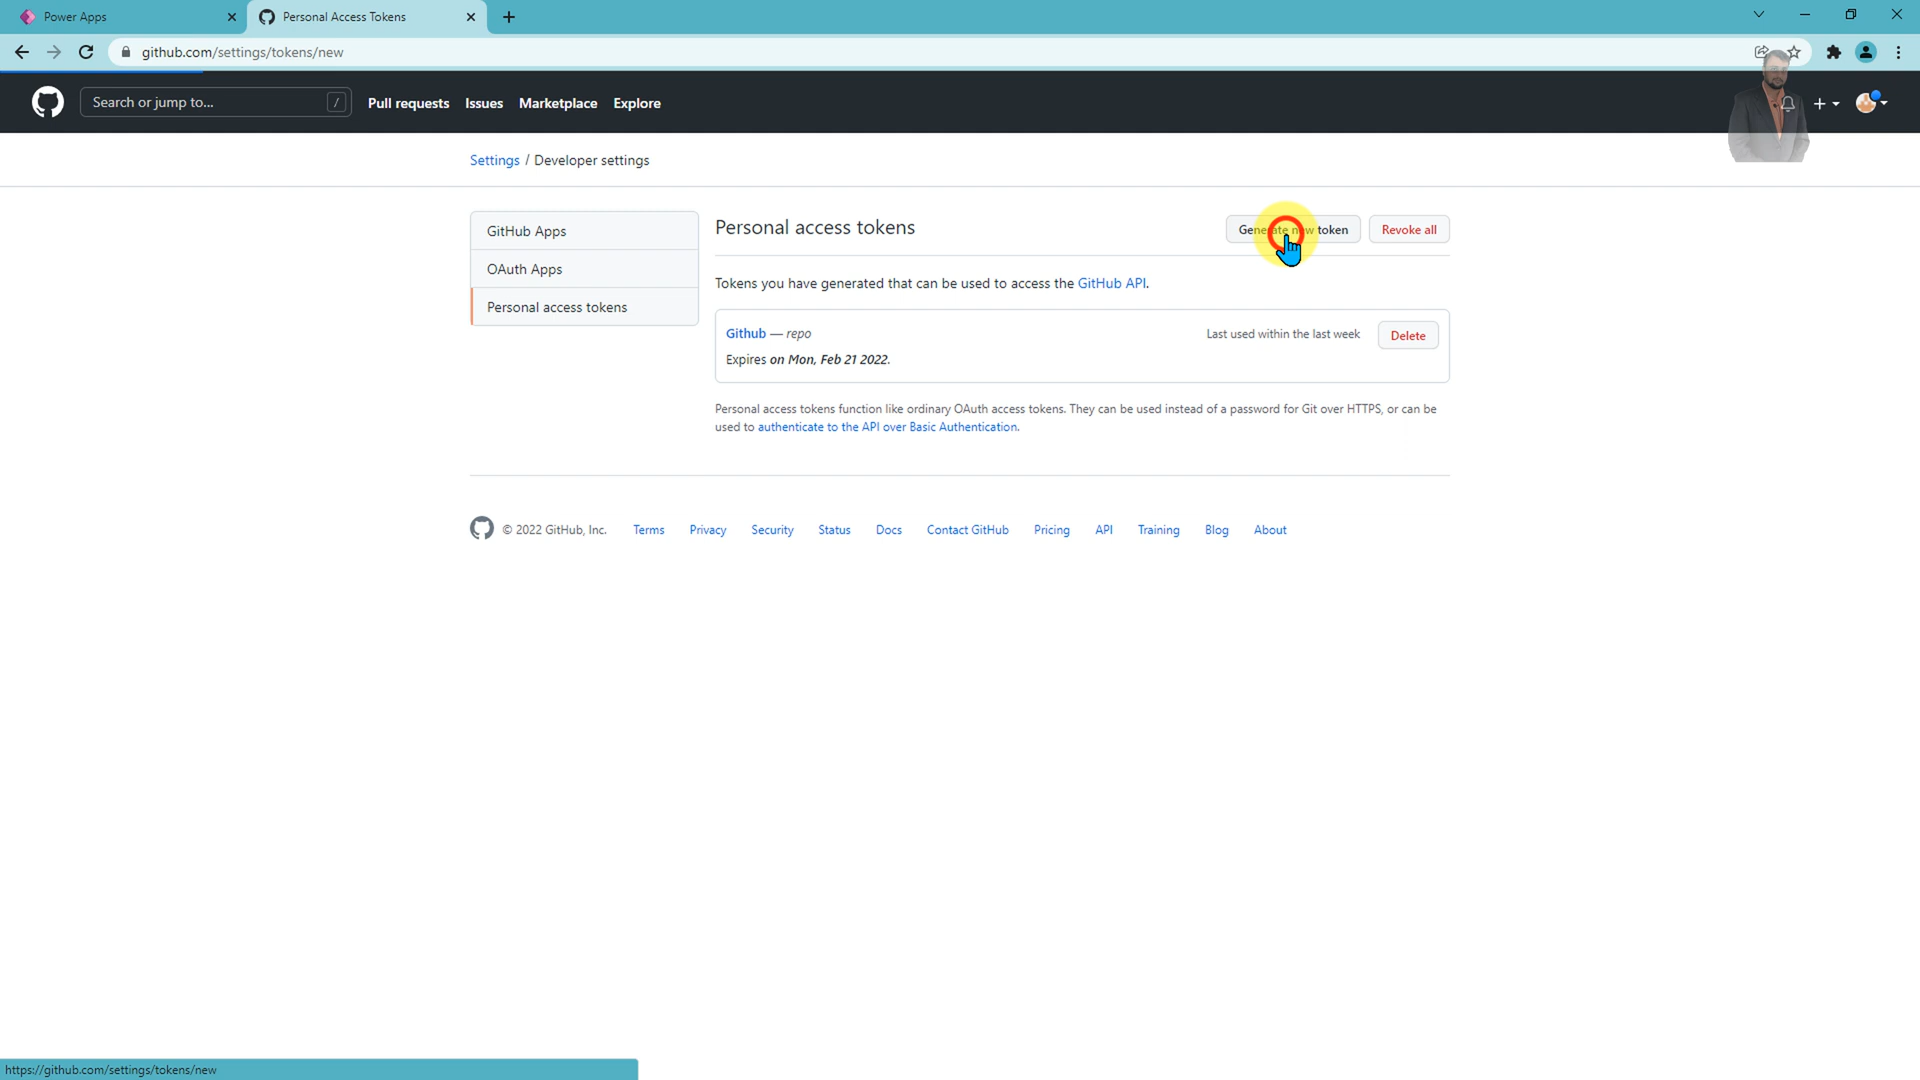 Power Apps
Personal Access Tokens
github.com/settings/tokens/new
Search or jump to...
/
Pull requests
Issues
Marketplace
Explore
Settings / Developer settings
GitHub Apps
OAuth Apps
Personal access tokens
Personal access tokens
Generate new token
Revoke all
Tokens you have generated that can be used to access the GitHub API.
Github — repo
Last used within the last week
Delete
Expires on Mon, Feb 21 2022.
Personal access tokens function like ordinary OAuth access tokens. They can be used instead of a password for Git over HTTPS, or can be
used to authenticate to the API over Basic Authentication.
© 2022 GitHub, Inc.
Terms
Privacy
Security
Status
Docs
Contact GitHub
Pricing
API
Training
Blog
About
https://github.com/settings/tokens/new